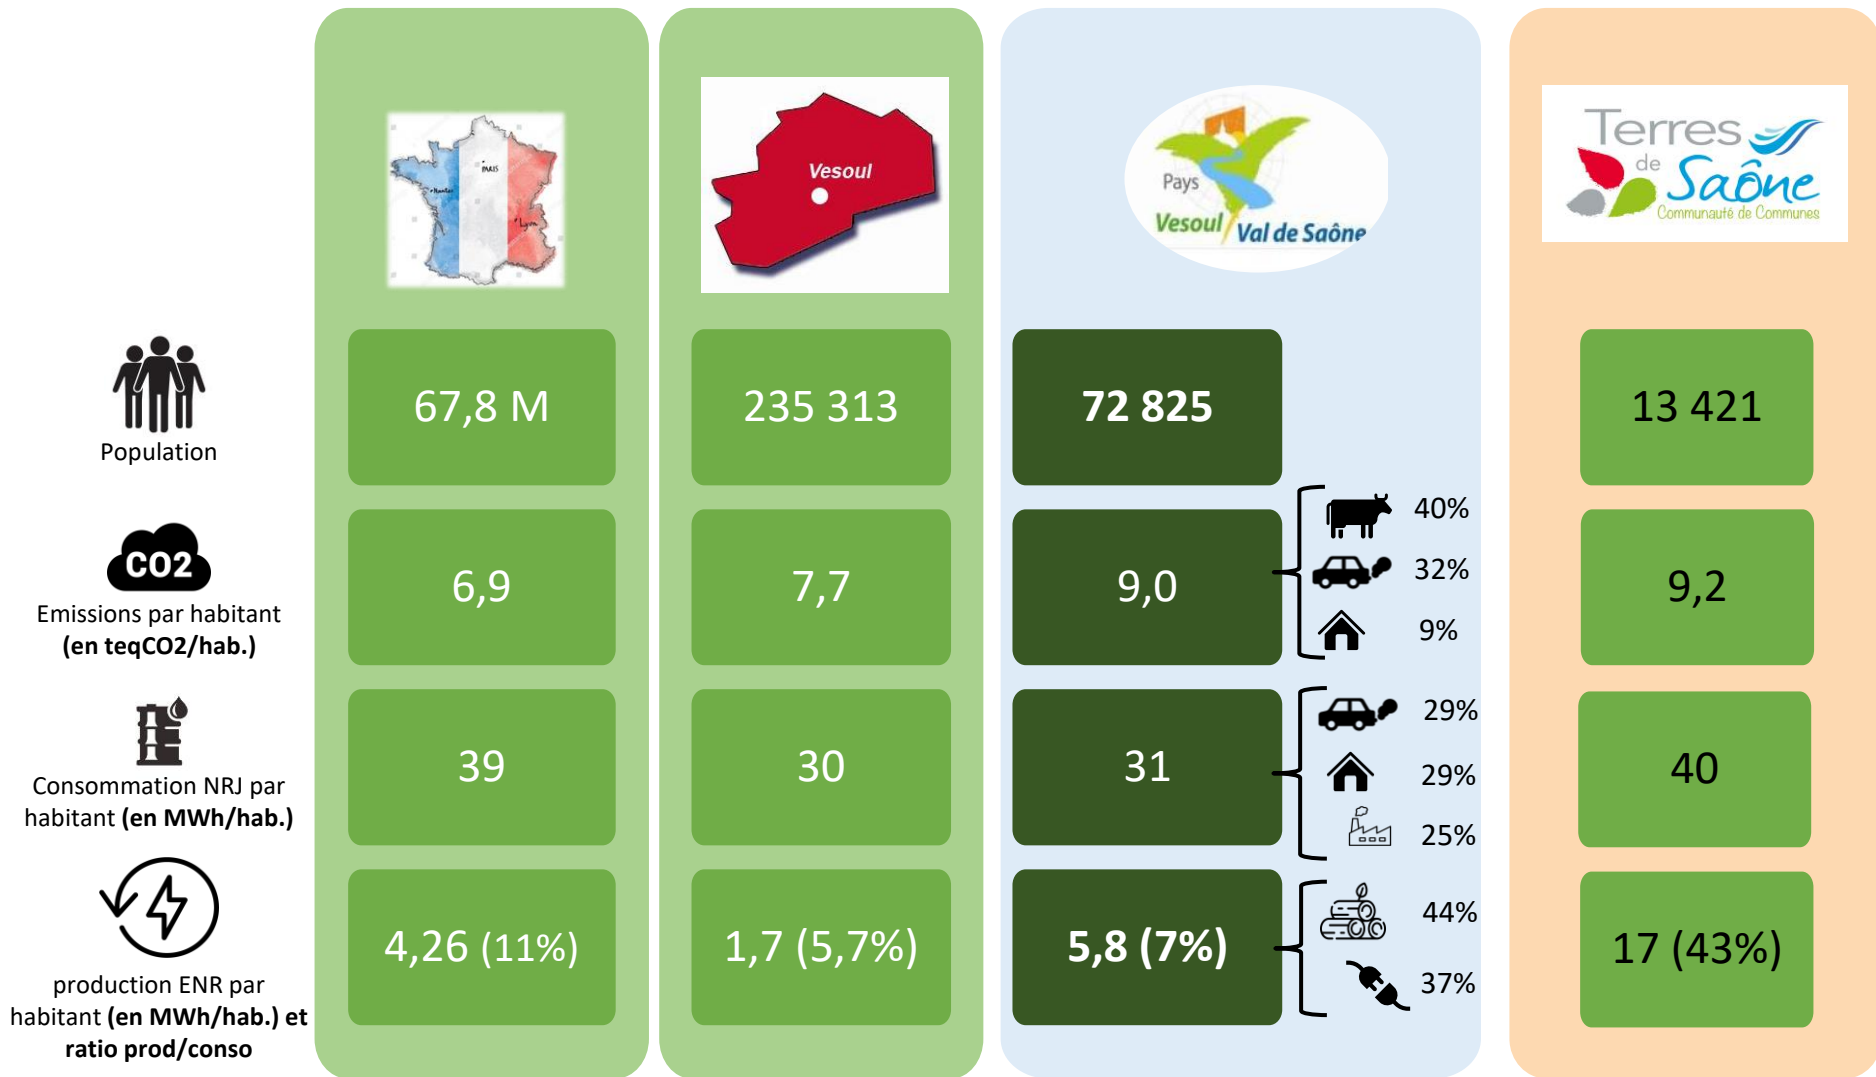 PARIS
Nantes
Lyon
Vesoul
Pays
Vesoul Val de Saône
Terres
de
Saône
Communauté de Communes
Population
67,8 M
235 313
72 825
13 421
CO2
Emissions par habitant
(en teqCO2/hab.)
6,9
7,7
9,0
40%
32%
9%
9,2
Consommation NRJ par
habitant (en MWh/hab.)
39
30
31
29%
29%
25%
40
production ENR par
habitant (en MWh/hab.) et
ratio prod/conso
4,26 (11%)
1,7 (5,7%)
5,8 (7%)
44%
37%
17 (43%)